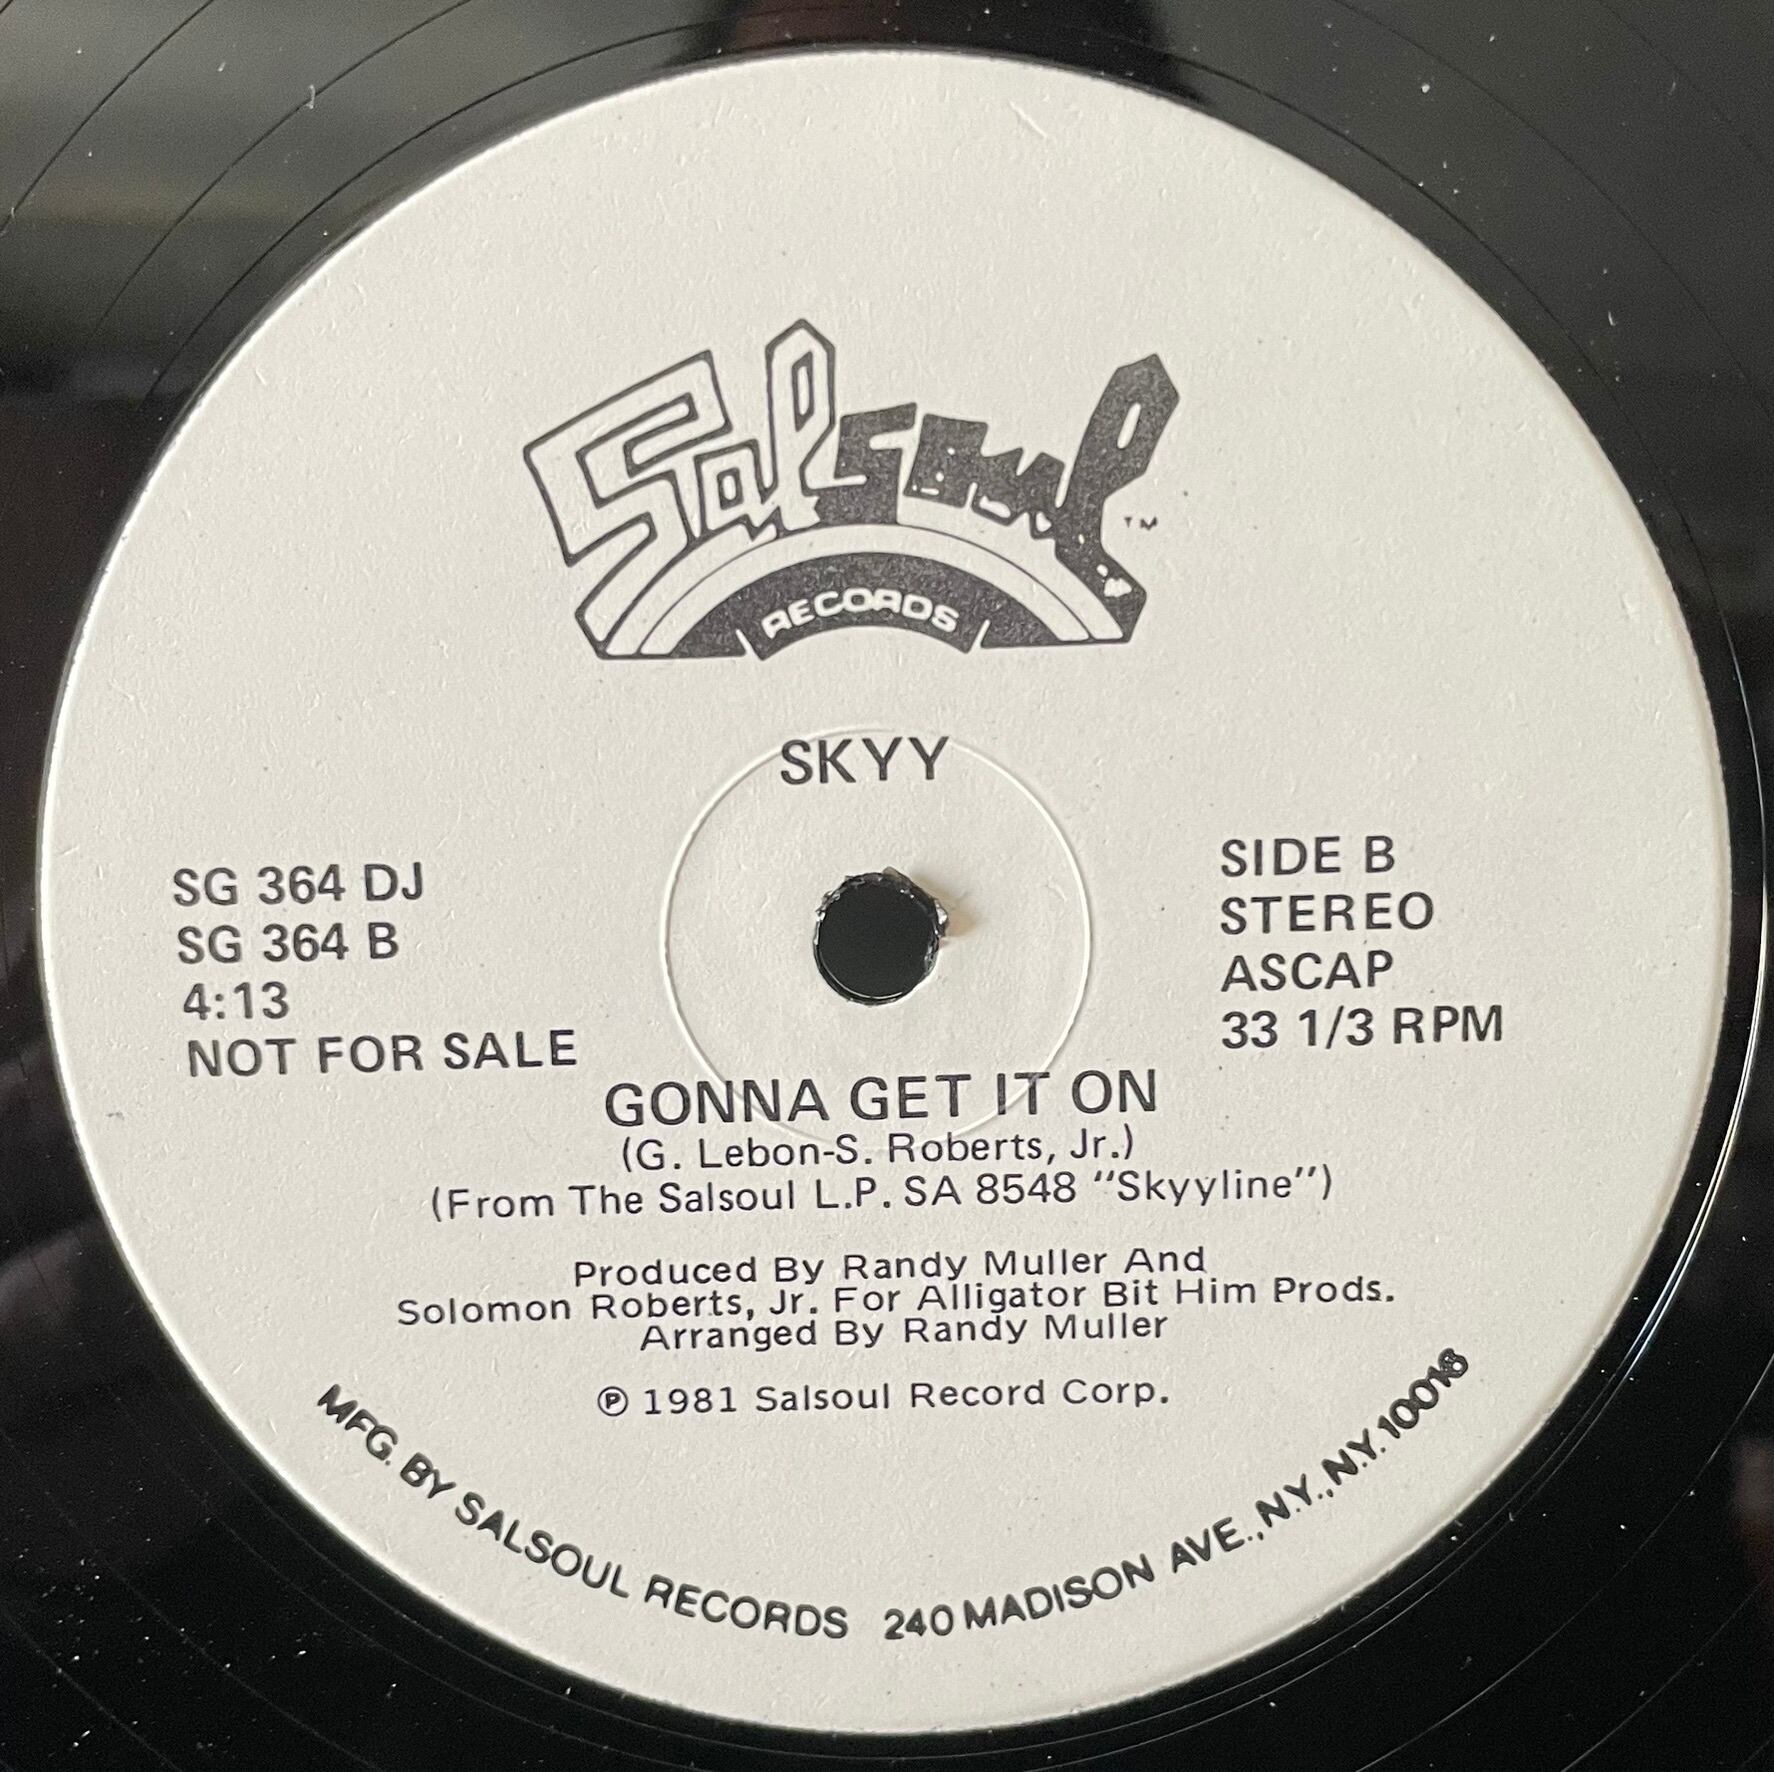 Salsoul TM
RECORDS
SKYY
SG 364 DJ
SG 364 B
4:13
NOT FOR SALE
SIDE B
STEREO
ASCAP
33 1/3 RPM
GONNA GET IT ON
(G. Lebon-S. Roberts, Jr.)
(From The Salsoul L.P. SA 8548 "Skyyline")
Produced By Randy Muller And
Solomon Roberts, Jr. For Alligator Bit Him Prods.
Arranged By Randy Muller
℗ 1981 Salsoul Record Corp.
MFG. BY SALSOUL RECORDS 240 MADISON AVE., N.Y., N.Y. 10016